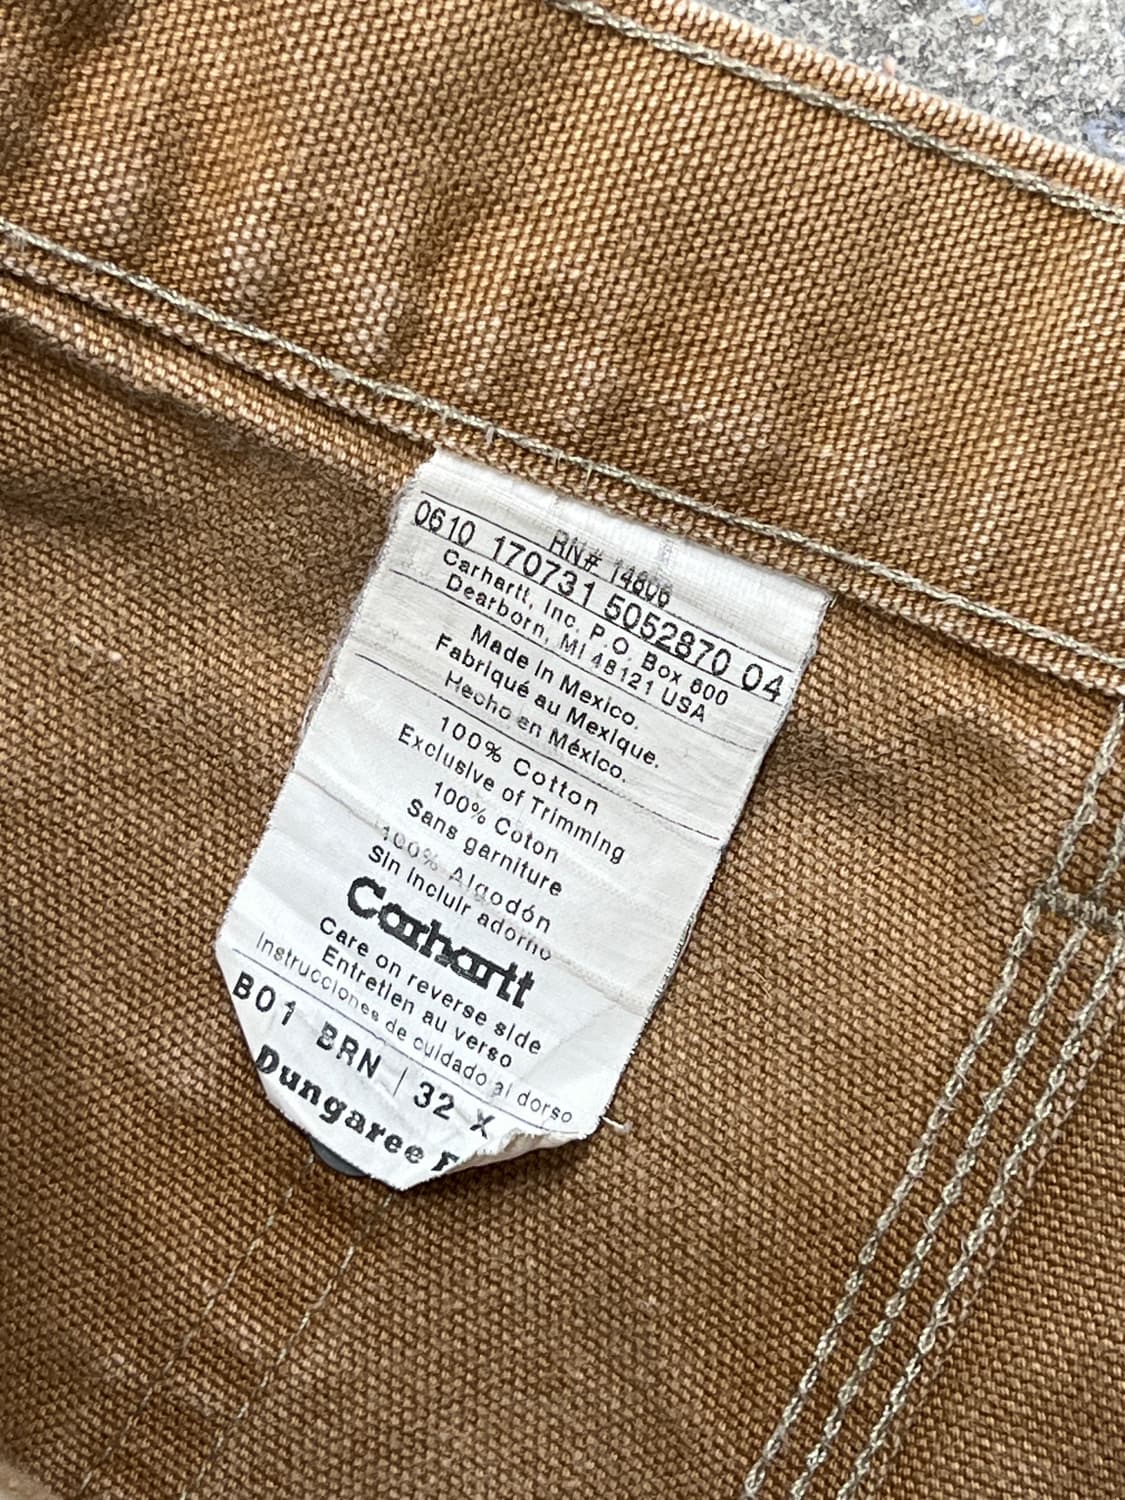 RN# 14806
0610 170731 5052870 04
Carhartt, Inc. P.O. Box 600
Dearborn, MI 48121 USA
Made in Mexico.
Fabriqué au Mexique.
Hecho en México.
100% Cotton
Exclusive of Trimming
100% Coton
Sans garniture
100% Algodón
Sin incluir adorno
Carhartt
Care on reverse side
Entretien au verso
Instrucciones de cuidado al dorso
B01 BRN | 32 X
Dungaree F